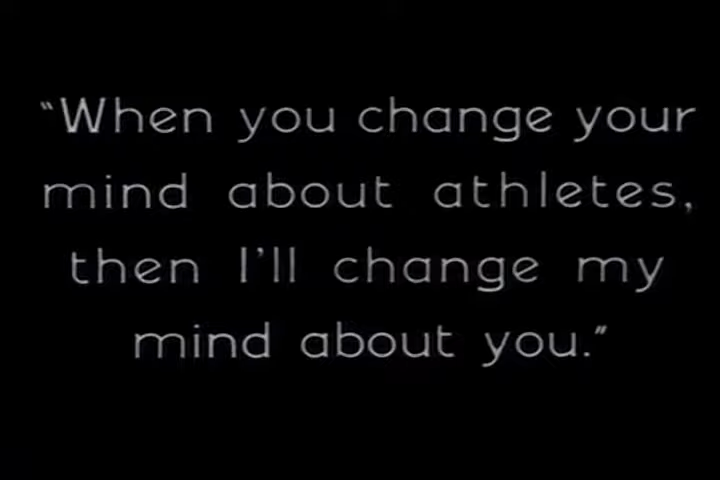 “When you change your
mind about athletes,
then I'll change my
mind about you.”